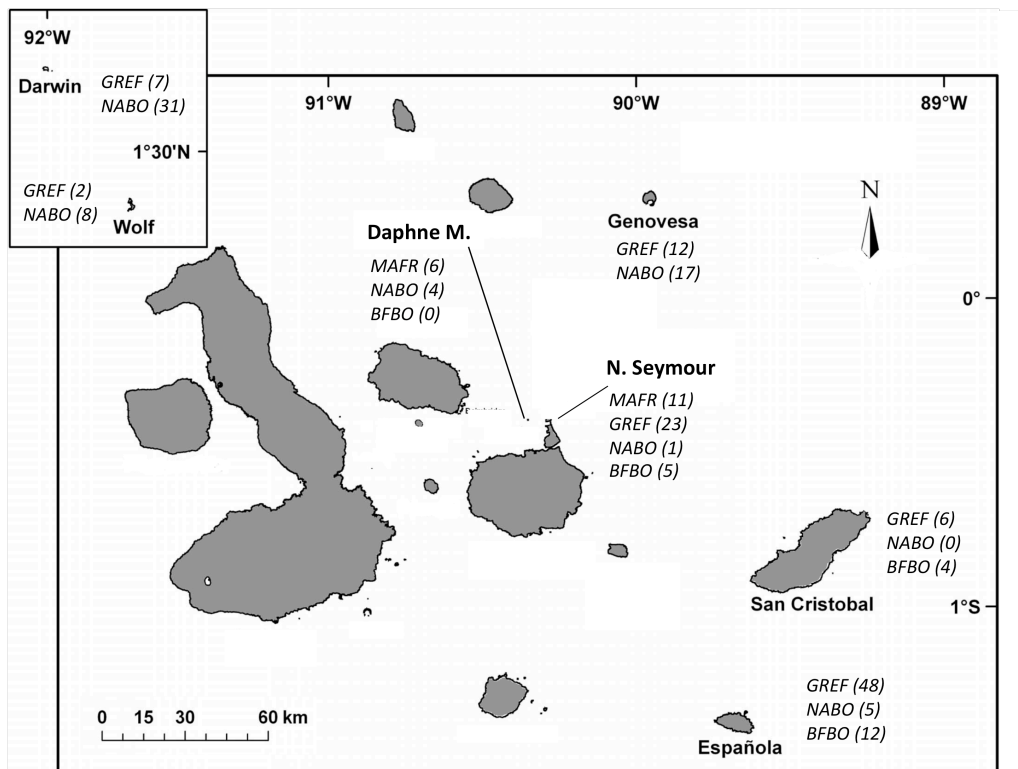 92°W
Darwin
GREF (7)
NABO (31)
1°30'N
GREF (2)
NABO (8)
Wolf
91°W
90°W
89°W
Genovesa
GREF (12)
NABO (17)
N
Daphne M.
MAFR (6)
NABO (4)
BFBO (0)
0°
N. Seymour
MAFR (11)
GREF (23)
NABO (1)
BFBO (5)
GREF (6)
NABO (0)
BFBO (4)
San Cristobal
1°S
GREF (48)
NABO (5)
BFBO (12)
Española
0 15 30 60 km